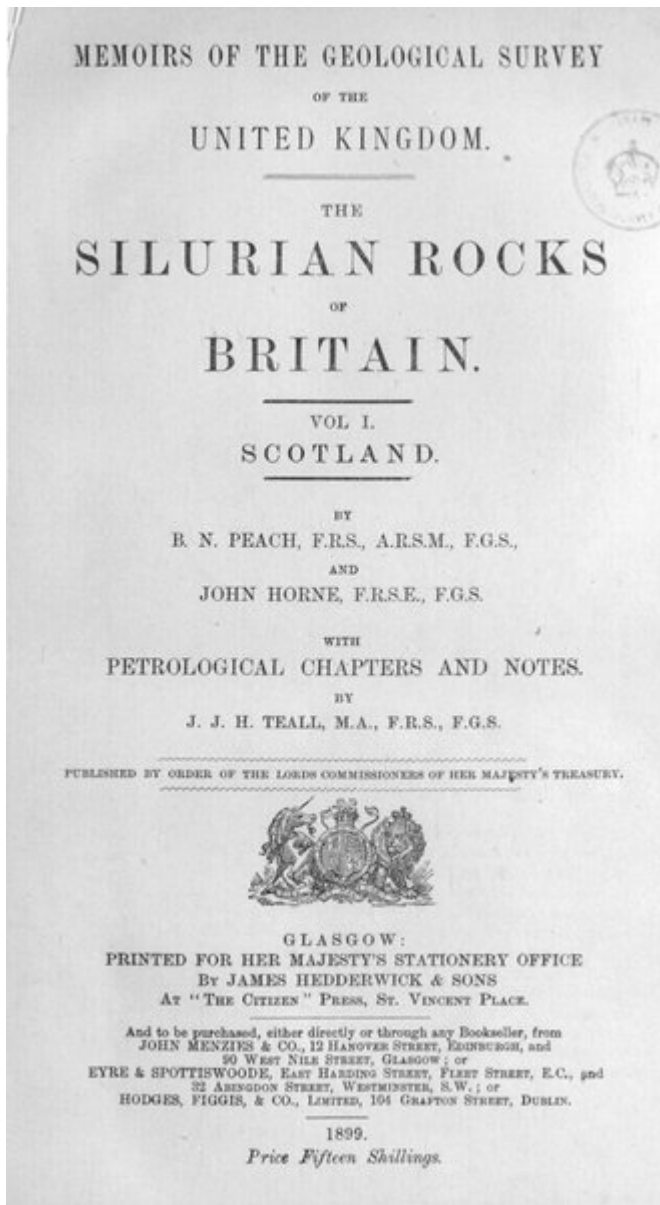 MEMOIRS OF THE GEOLOGICAL SURVEY
OF THE
UNITED KINGDOM.
THE
SILURIAN ROCKS
OF
BRITAIN.
VOL I.
SCOTLAND.
BY
B. N. PEACH, F.R.S., A.R.S.M., F.G.S.,
AND
JOHN HORNE, F.R.S.E., F.G.S.
WITH
PETROLOGICAL CHAPTERS AND NOTES.
BY
J. J. H. TEALL, M.A., F.R.S., F.G.S.
PUBLISHED BY ORDER OF THE LORDS COMMISSIONERS OF HER MAJESTY'S TREASURY.
GLASGOW:
PRINTED FOR HER MAJESTY'S STATIONERY OFFICE
BY JAMES HEDDERWICK & SONS
AT "THE CITIZEN" PRESS, ST. VINCENT PLACE.
And to be purchased, either directly or through any Bookseller, from
JOHN MENZIES & CO., 12 HANOVER STREET, EDINBURGH, and
90 WEST NILE STREET, GLASGOW; or
EYRE & SPOTTISWOODE, EAST HARDING STREET, FLEET STREET, E.C., and
32 ABINGDON STREET, WESTMINSTER, S.W.; or
HODGES, FIGGIS, & CO., LIMITED, 104 GRAFTON STREET, DUBLIN.
1899.
Price Fifteen Shillings.